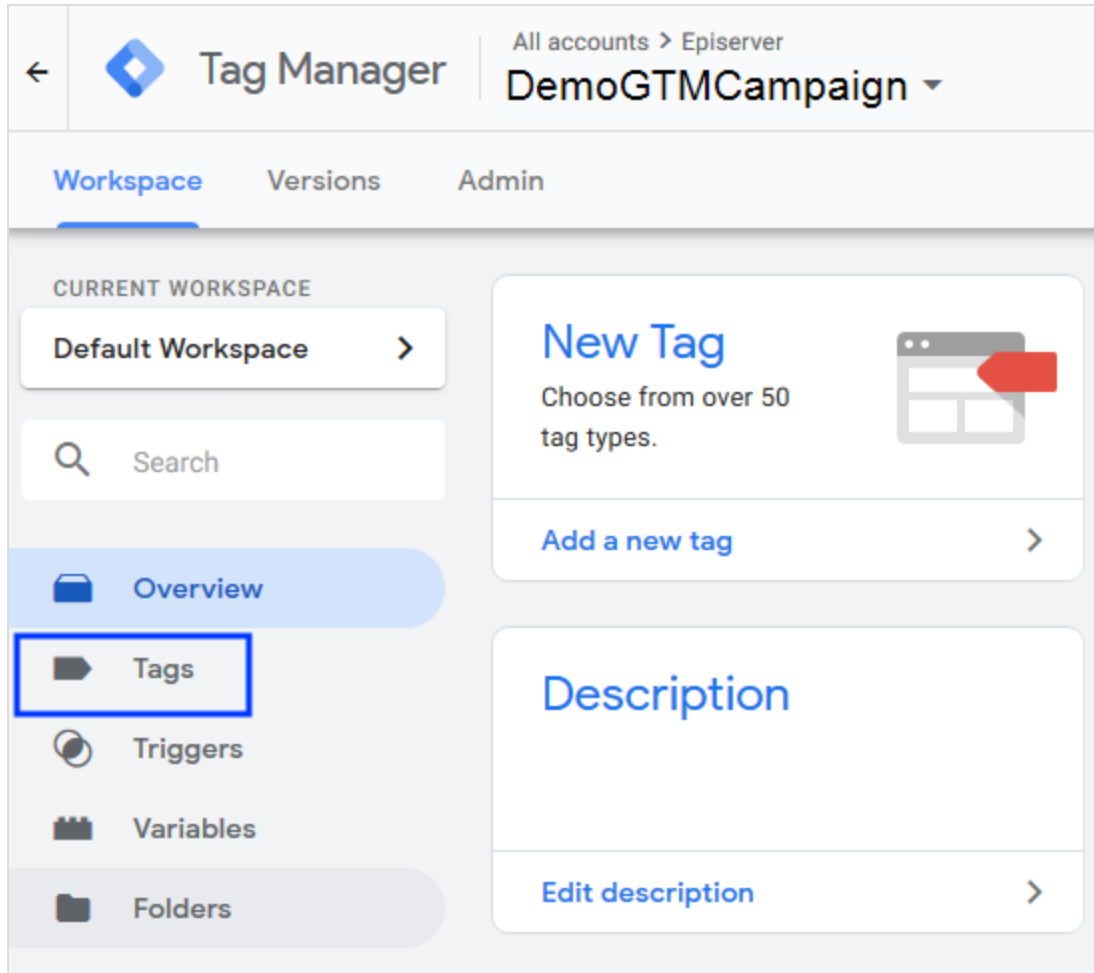 Tag Manager
All accounts > Episerver
DemoGTMCampaign
Workspace Versions Admin
CURRENT WORKSPACE
Default Workspace
Search
Overview
Tags
Triggers
Variables
Folders
New Tag
Choose from over 50
tag types.
Add a new tag
Description
Edit description